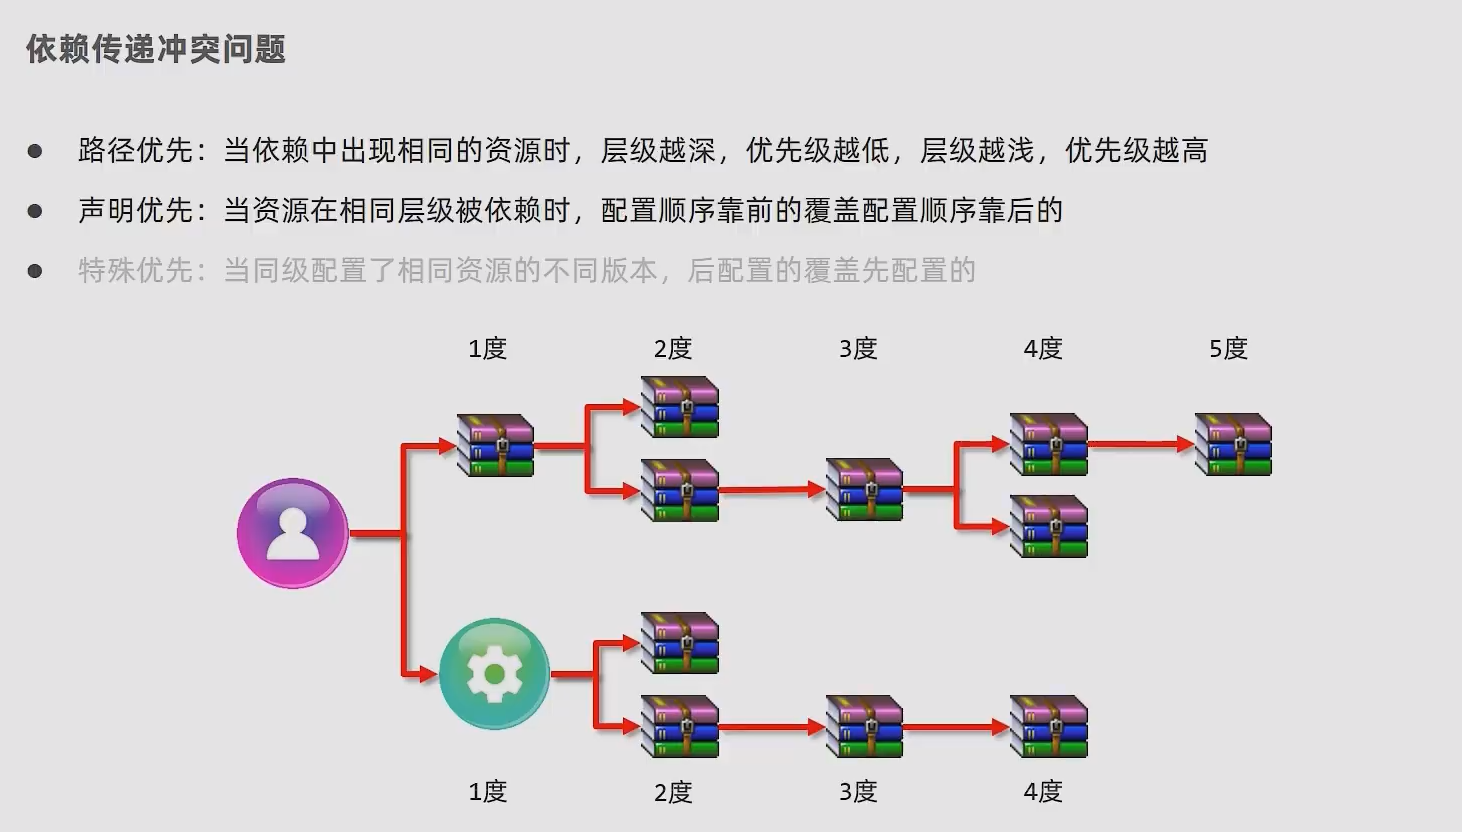 依赖传递冲突问题
● 路径优先：当依赖中出现相同的资源时，层级越深，优先级越低，层级越浅，优先级越高
● 声明优先：当资源在相同层级被依赖时，配置顺序靠前的覆盖配置顺序靠后的
● 特殊优先：当同级配置了相同资源的不同版本，后配置的覆盖先配置的
1度 2度 3度 4度 5度
1度 2度 3度 4度